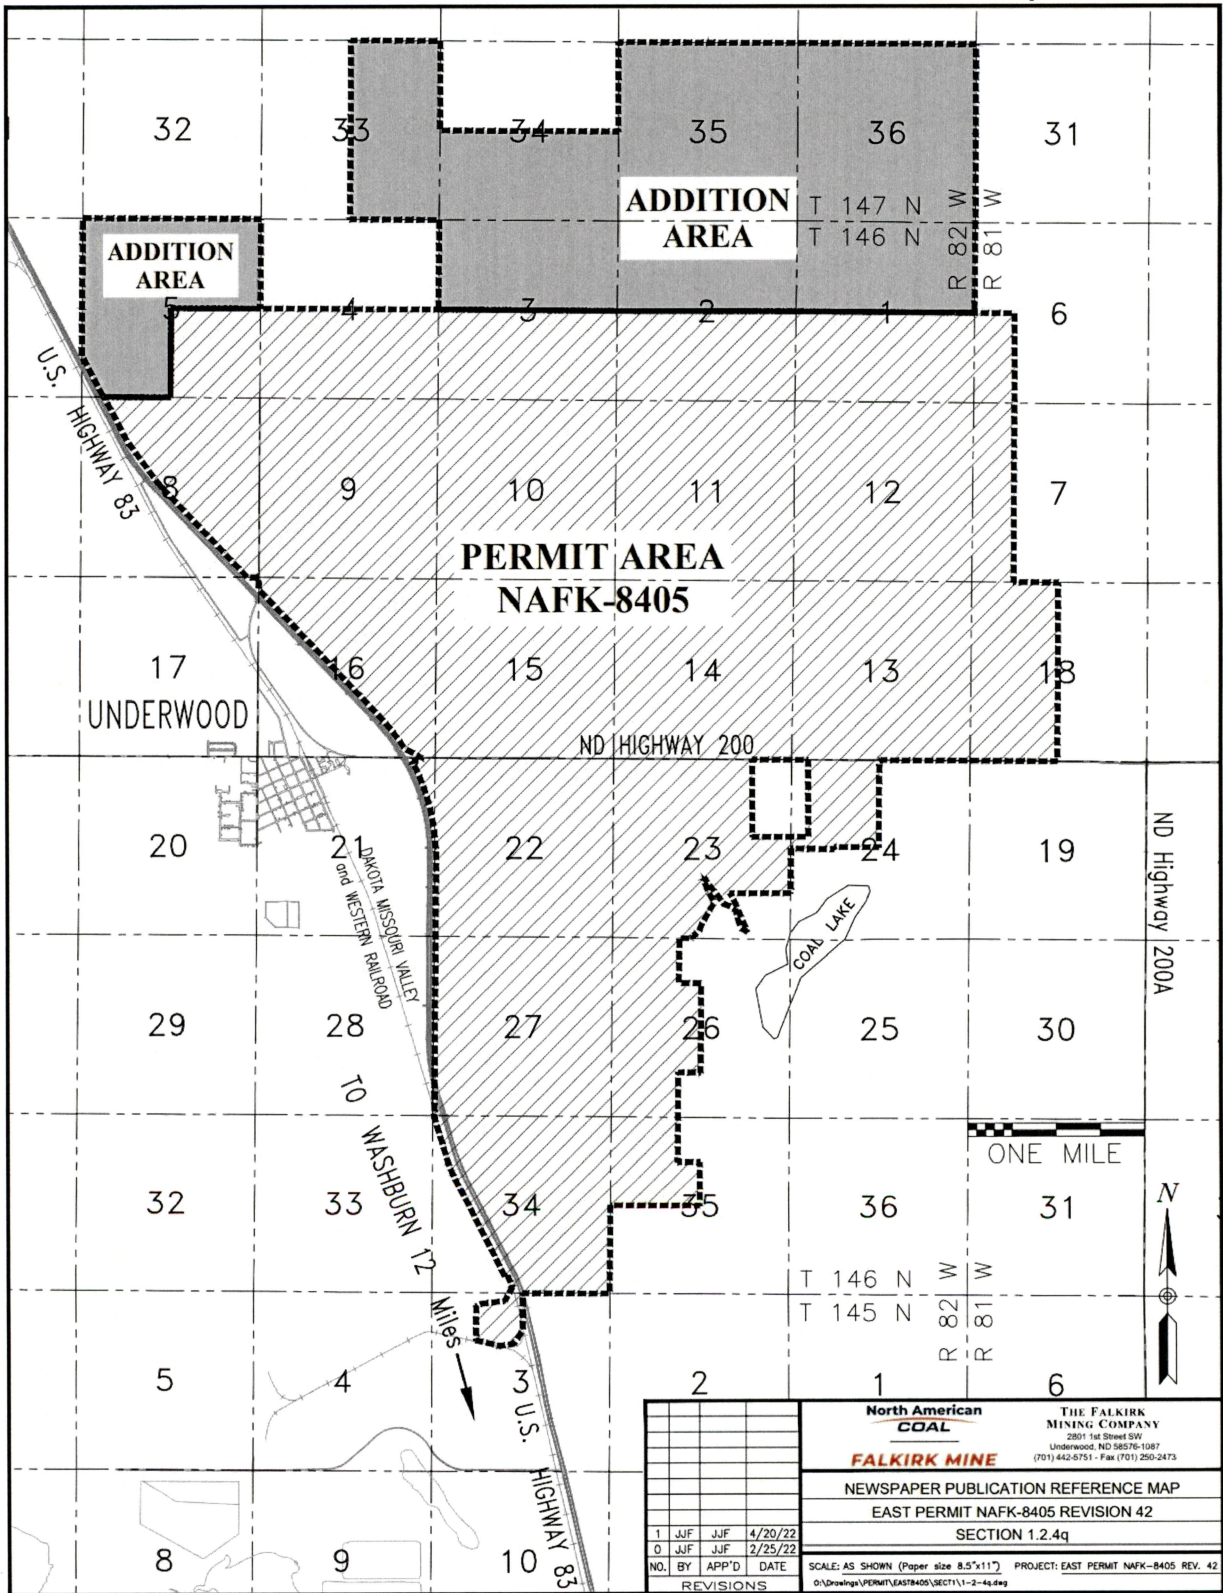 32
33
34
35
36
31
ADDITION
AREA
T 147 N
T 146 N
R 82 W
R 81 W
ADDITION
AREA
5
4
3
2
1
6
U.S. HIGHWAY 83
8
9
10
11
12
7
PERMIT AREA
NAFK-8405
17
16
15
14
13
18
UNDERWOOD
ND HIGHWAY 200
20
21
22
23
24
19
ND Highway 200A
DAKOTA MISSOURI VALLEY
and WESTERN RAILROAD
COAL LAKE
29
28
27
26
25
30
TO WASHBURN 12 Miles
ONE MILE
32
33
34
35
36
31
N
T 146 N
T 145 N
R 82 W
R 81 W
5
4
3
2
1
6
U.S. HIGHWAY 83
8
9
10
North American
COAL
FALKIRK MINE
THE FALKIRK
MINING COMPANY
2801 1st Street SW
Underwood, ND 58576-1087
(701) 442-5751 - Fax (701) 250-2473
NEWSPAPER PUBLICATION REFERENCE MAP
EAST PERMIT NAFK-8405 REVISION 42
SECTION 1.2.4q
1 JJF JJF 4/20/22
0 JJF JJF 2/25/22
NO. BY APP'D DATE
REVISIONS
SCALE: AS SHOWN (Paper size 8.5"x11") PROJECT: EAST PERMIT NAFK-8405 REV. 42
O:\Drawings\PERMIT\EAST8405\SECT1\1-2-4q.dwg